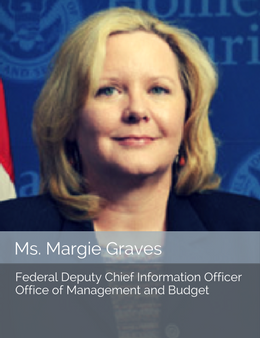 Ms. Margie Graves
Federal Deputy Chief Information Officer
Office of Management and Budget